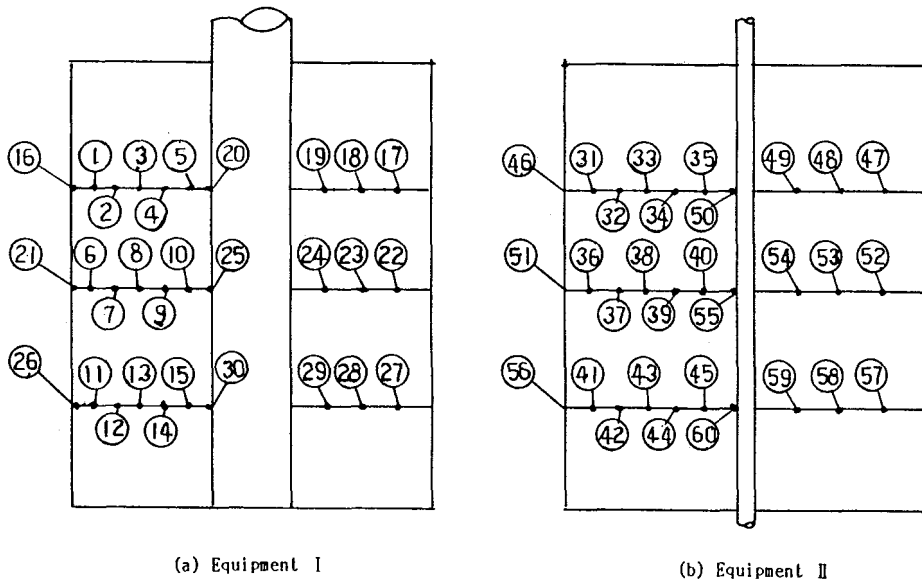 16 1 3 5 20 19 18 17
2 4
21 6 8 10 25 24 23 22
7 9
26 11 13 15 30 29 28 27
12 14
46 31 33 35 49 48 47
32 34 50
51 36 38 40 54 53 52
37 39 55
56 41 43 45 59 58 57
42 44 60
(a) Equipment I
(b) Equipment II